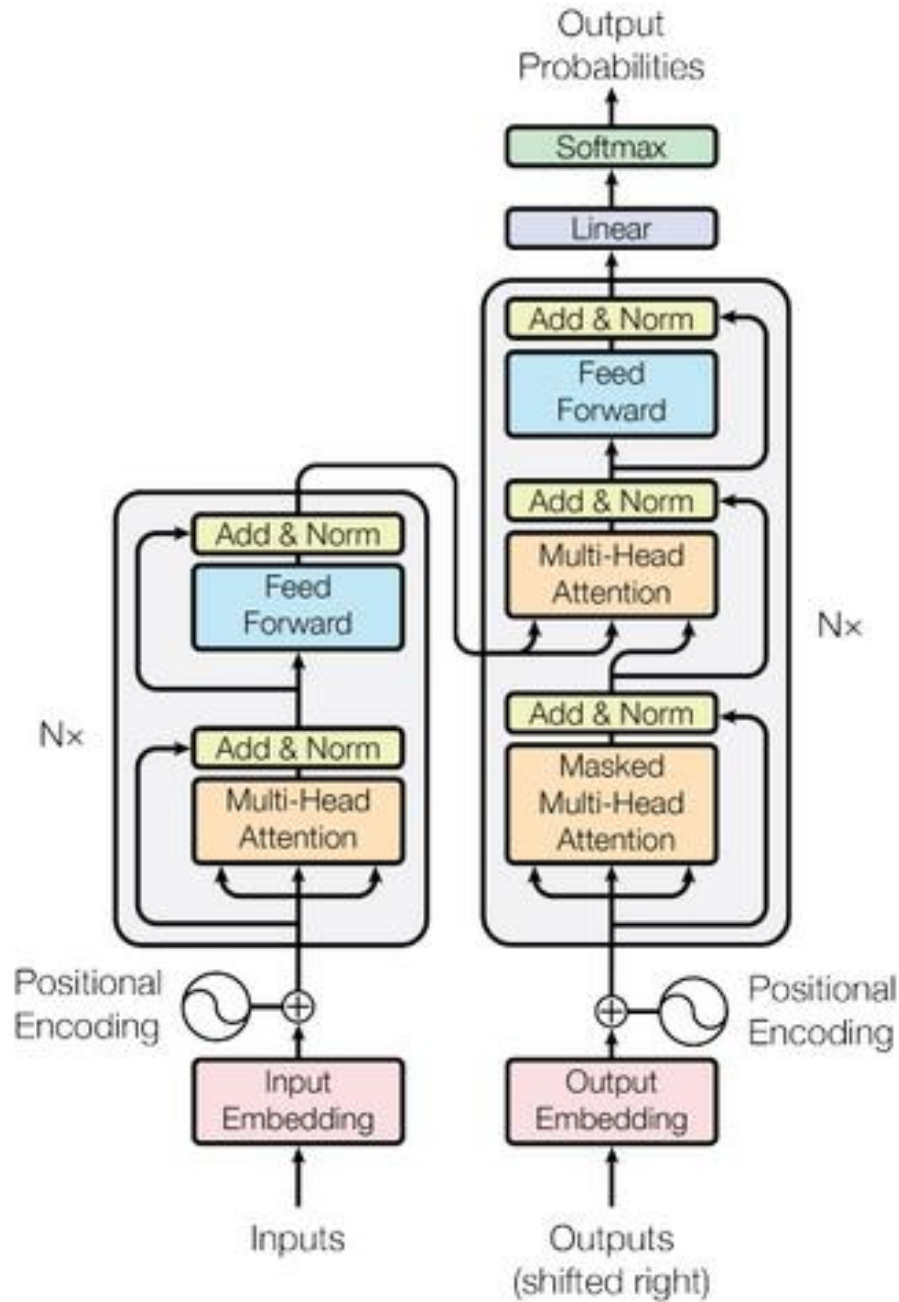 Output
Probabilities
Softmax
Linear
Add & Norm
Feed
Forward
Add & Norm
Multi-Head
Attention
Add & Norm
Masked
Multi-Head
Attention
N×
Add & Norm
Feed
Forward
Add & Norm
Multi-Head
Attention
N×
Positional
Encoding
Positional
Encoding
Input
Embedding
Output
Embedding
Inputs
Outputs
(shifted right)